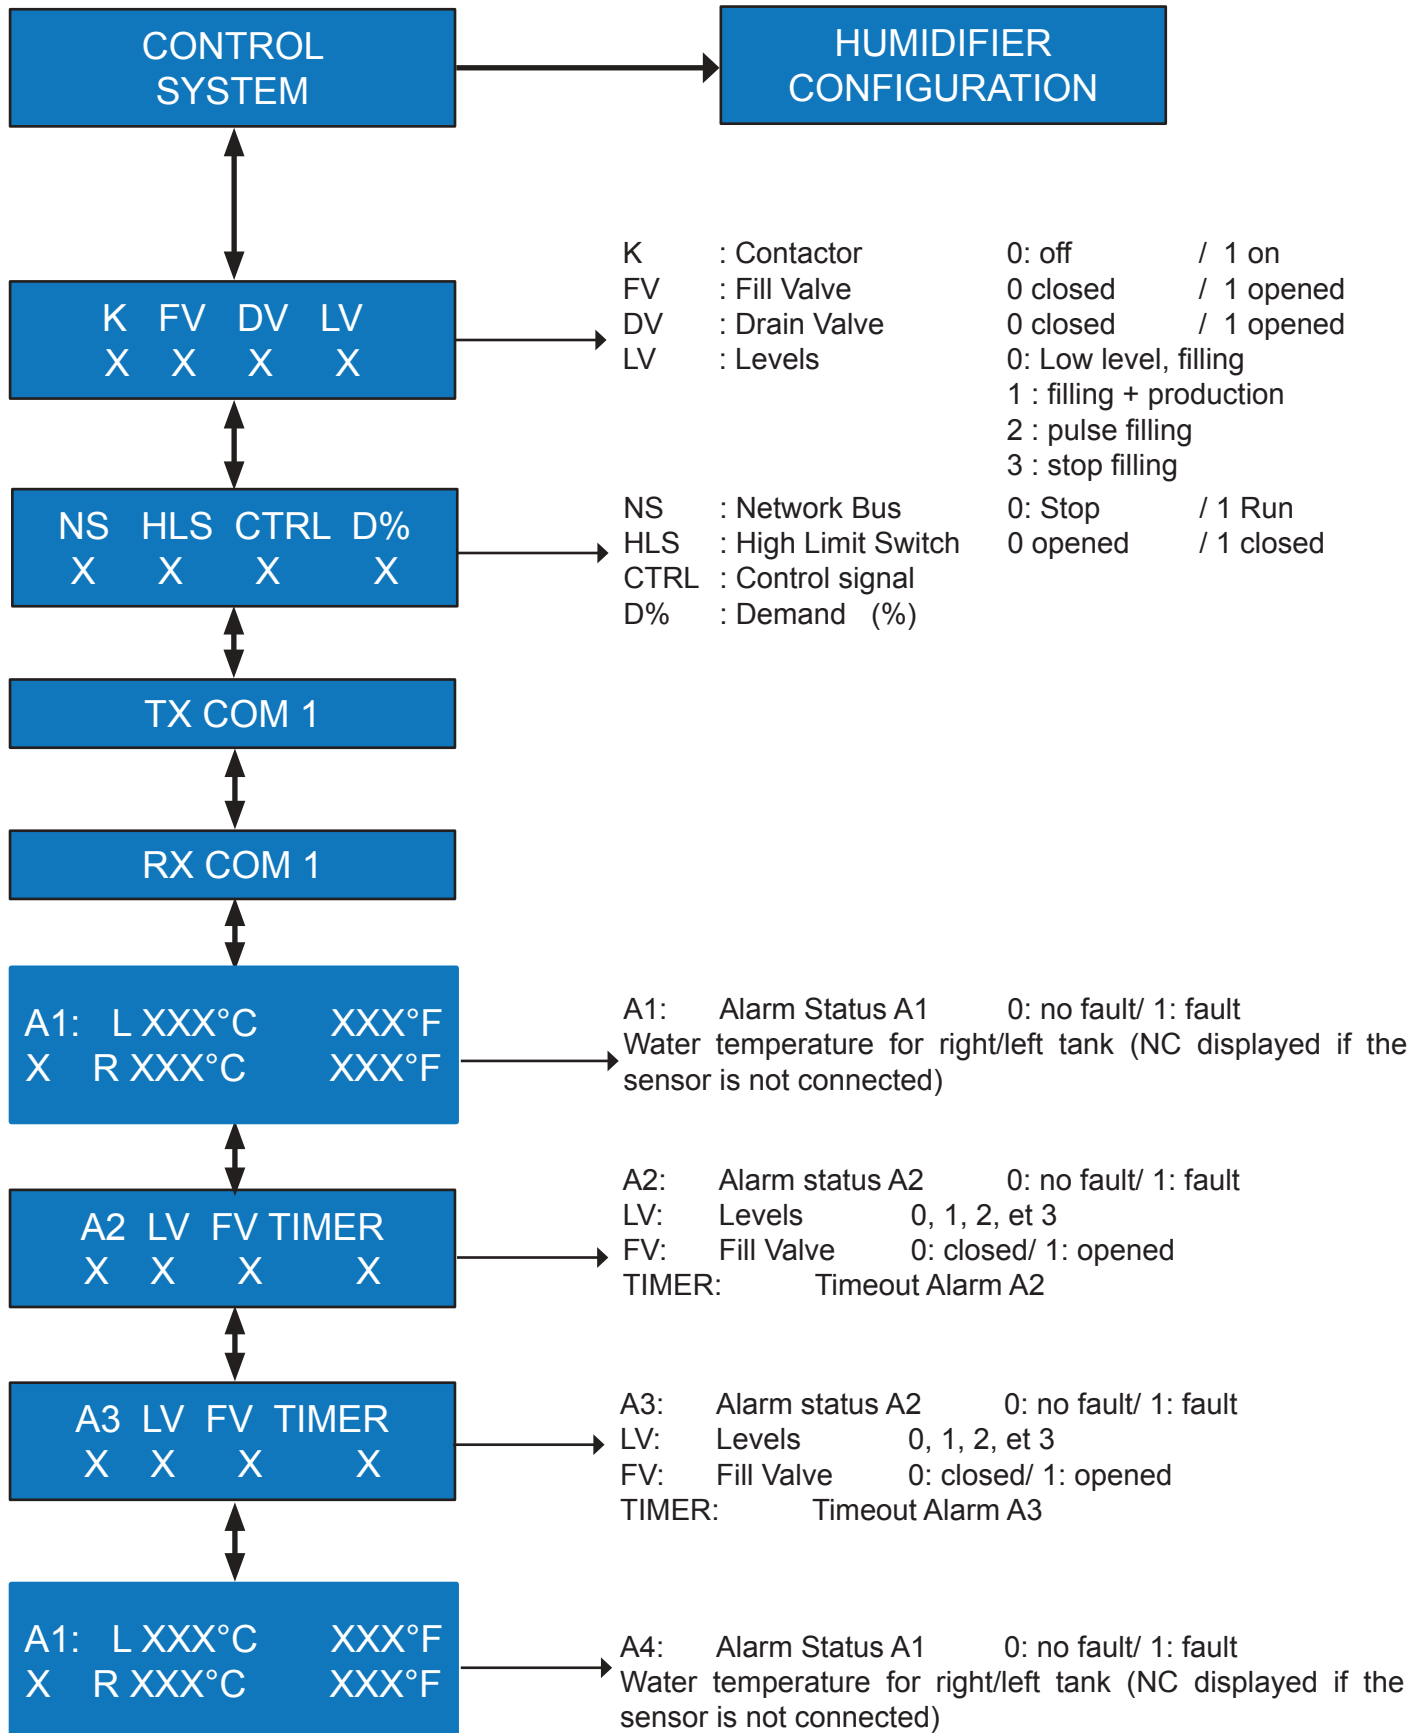 CONTROL
SYSTEM
HUMIDIFIER
CONFIGURATION
K FV DV LV
X X X X
K : Contactor 0: off / 1 on
FV : Fill Valve 0 closed / 1 opened
DV : Drain Valve 0 closed / 1 opened
LV : Levels 0: Low level, filling
1 : filling + production
2 : pulse filling
3 : stop filling
NS HLS CTRL D%
X X X X
NS : Network Bus 0: Stop / 1 Run
HLS : High Limit Switch 0 opened / 1 closed
CTRL : Control signal
D% : Demand (%)
TX COM 1
RX COM 1
A1: L XXX°C XXX°F
X R XXX°C XXX°F
A1: Alarm Status A1 0: no fault/ 1: fault
Water temperature for right/left tank (NC displayed if the
sensor is not connected)
A2 LV FV TIMER
X X X X
A2: Alarm status A2 0: no fault/ 1: fault
LV: Levels 0, 1, 2, et 3
FV: Fill Valve 0: closed/ 1: opened
TIMER: Timeout Alarm A2
A3 LV FV TIMER
X X X X
A3: Alarm status A2 0: no fault/ 1: fault
LV: Levels 0, 1, 2, et 3
FV: Fill Valve 0: closed/ 1: opened
TIMER: Timeout Alarm A3
A1: L XXX°C XXX°F
X R XXX°C XXX°F
A4: Alarm Status A1 0: no fault/ 1: fault
Water temperature for right/left tank (NC displayed if the
sensor is not connected)